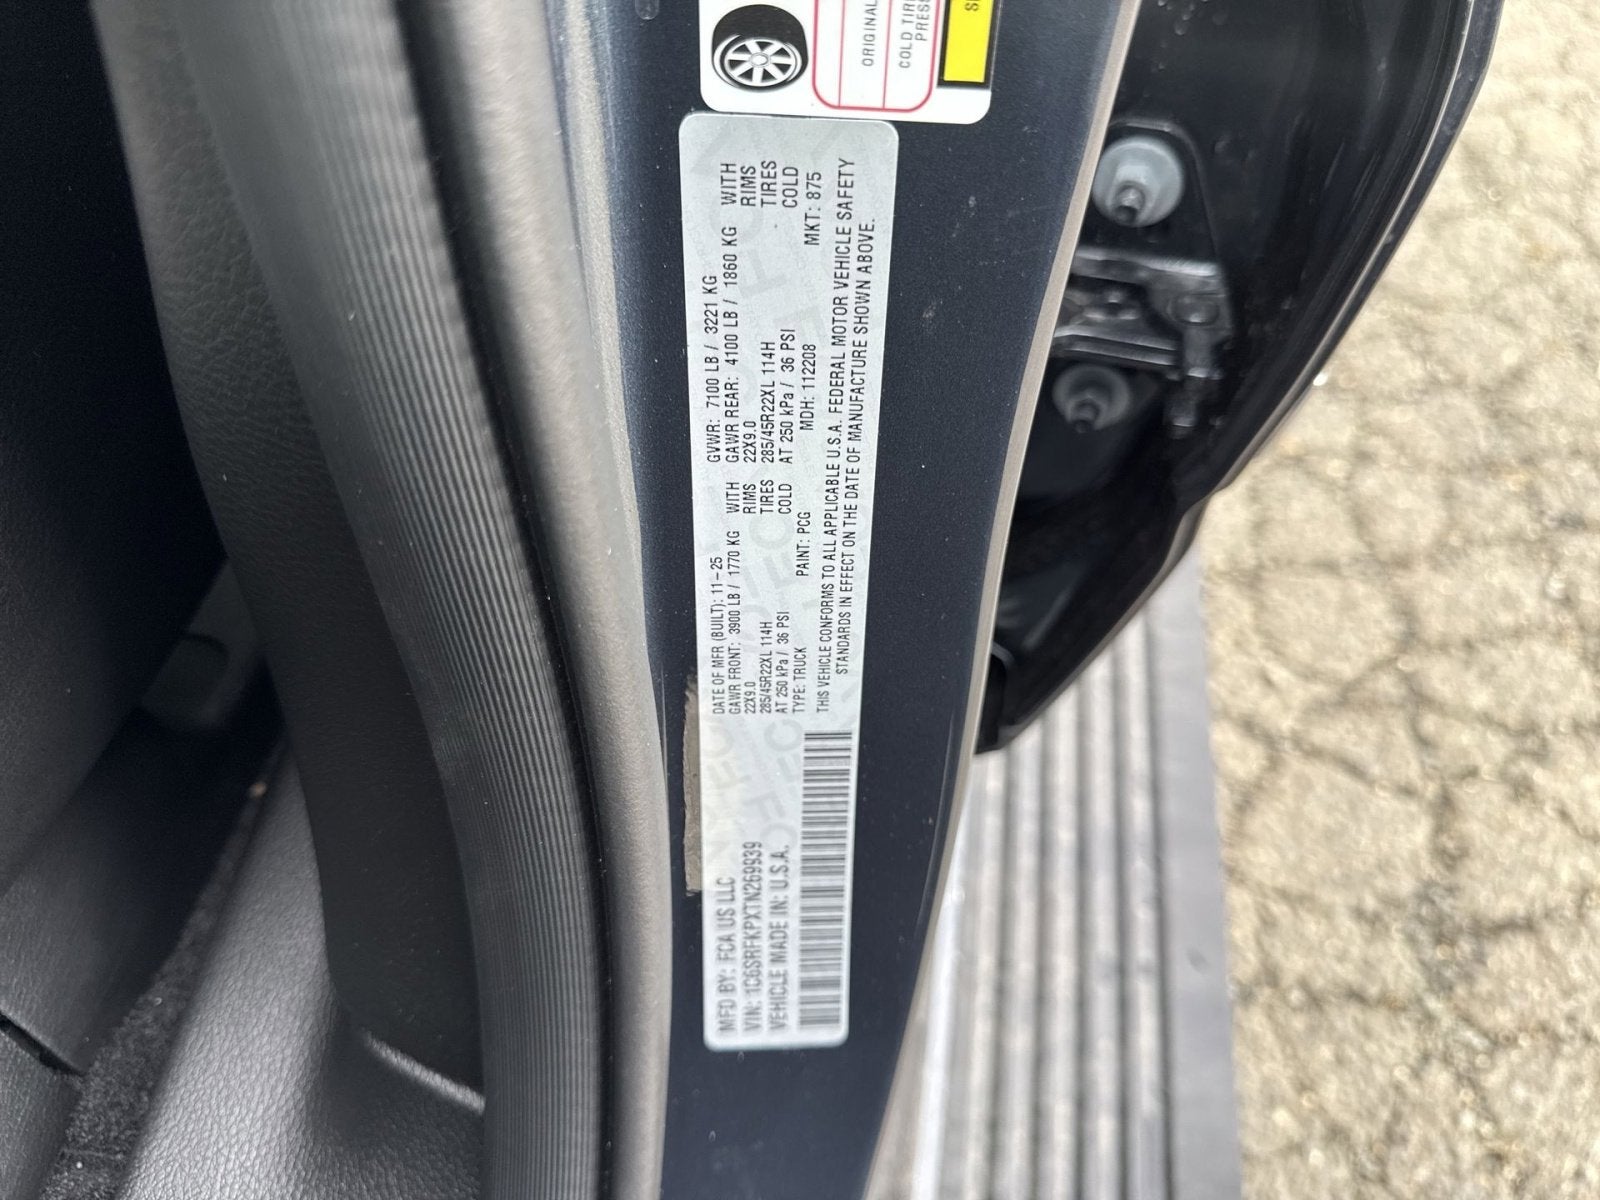 ORIGINAL
COLD TIRE
PRES
MFD BY: FCA US LLC
VIN: 1C6SRFKPXTN269939
VEHICLE MADE IN: U.S.A.
DATE OF MFR (BUILT): 11-25 GVWR: 7100 LB / 3221 KG
GAWR FRONT: 3900 LB / 1770 KG WITH GAWR REAR: 4100 LB / 1860 KG WITH
22X9.0 RIMS 22X9.0 RIMS
285/45R22XL 114H TIRES 285/45R22XL 114H TIRES
AT 250 kPa / 36 PSI COLD AT 250 kPa / 36 PSI COLD
TYPE: TRUCK PAINT: PCG MDH: 112208 MKT: 875
THIS VEHICLE CONFORMS TO ALL APPLICABLE U.S.A. FEDERAL MOTOR VEHICLE SAFETY
STANDARDS IN EFFECT ON THE DATE OF MANUFACTURE SHOWN ABOVE.